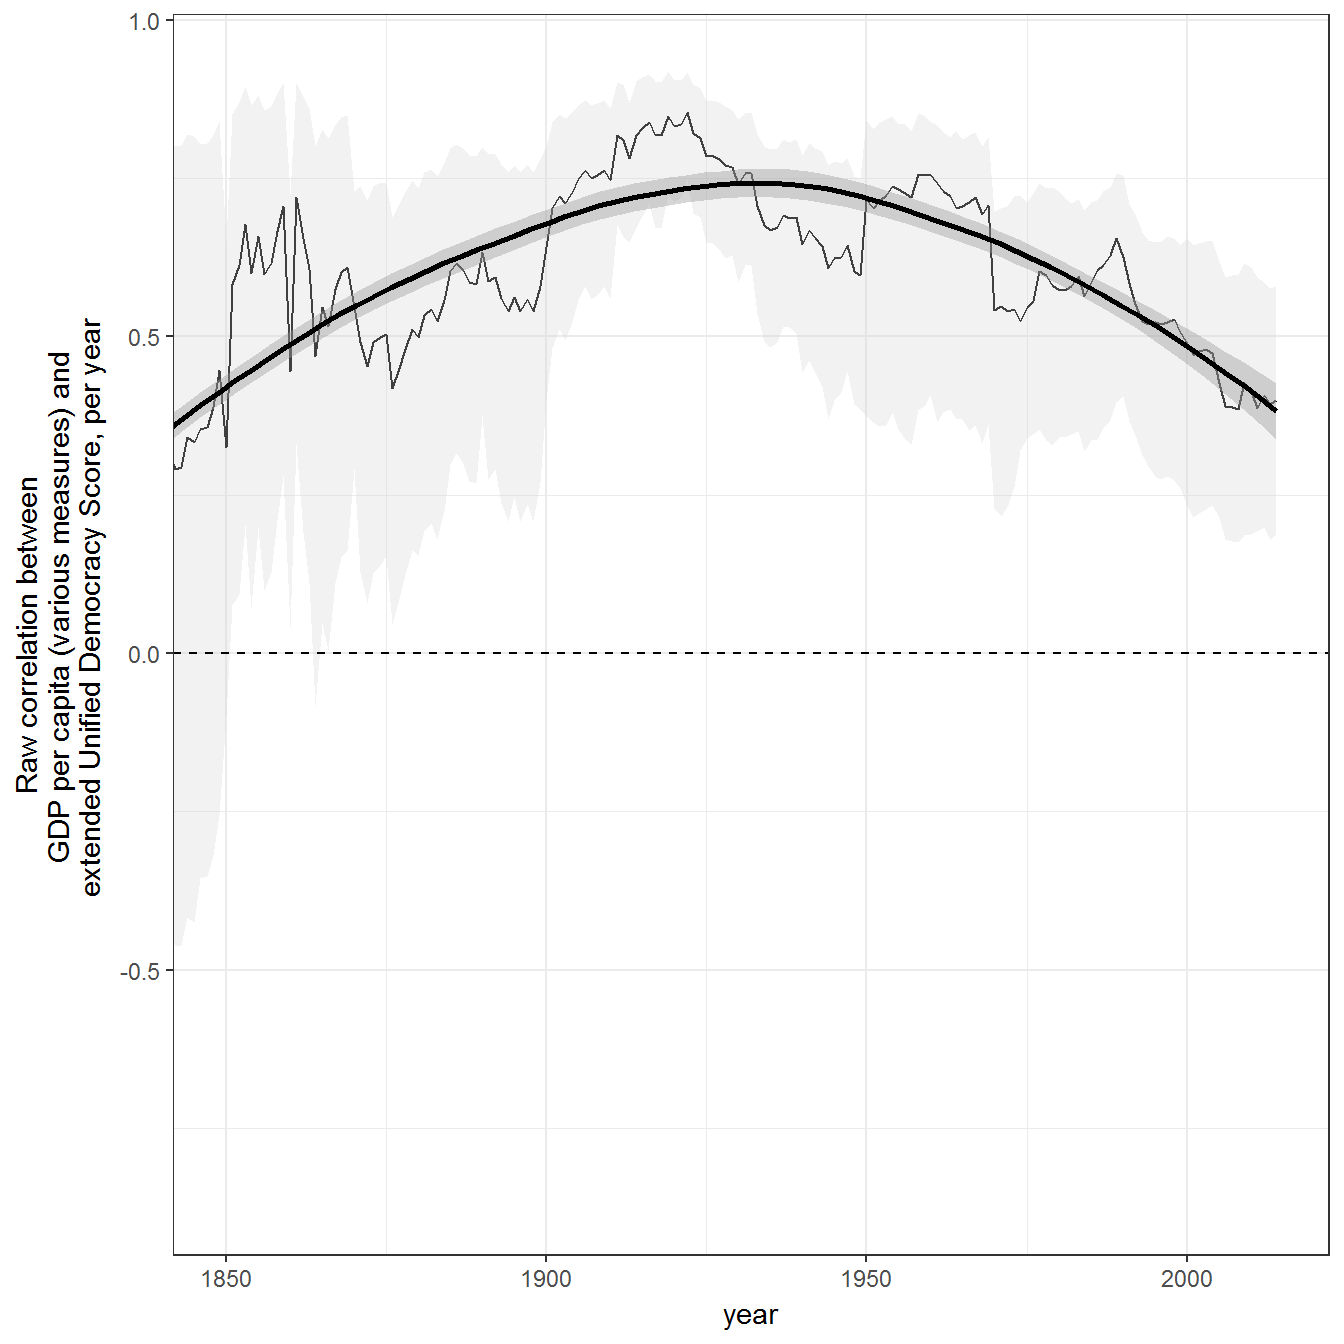 Raw correlation between
GDP per capita (various measures) and
extended Unified Democracy Score, per year
1.0
0.5
0.0
-0.5
1850
1900
1950
2000
year